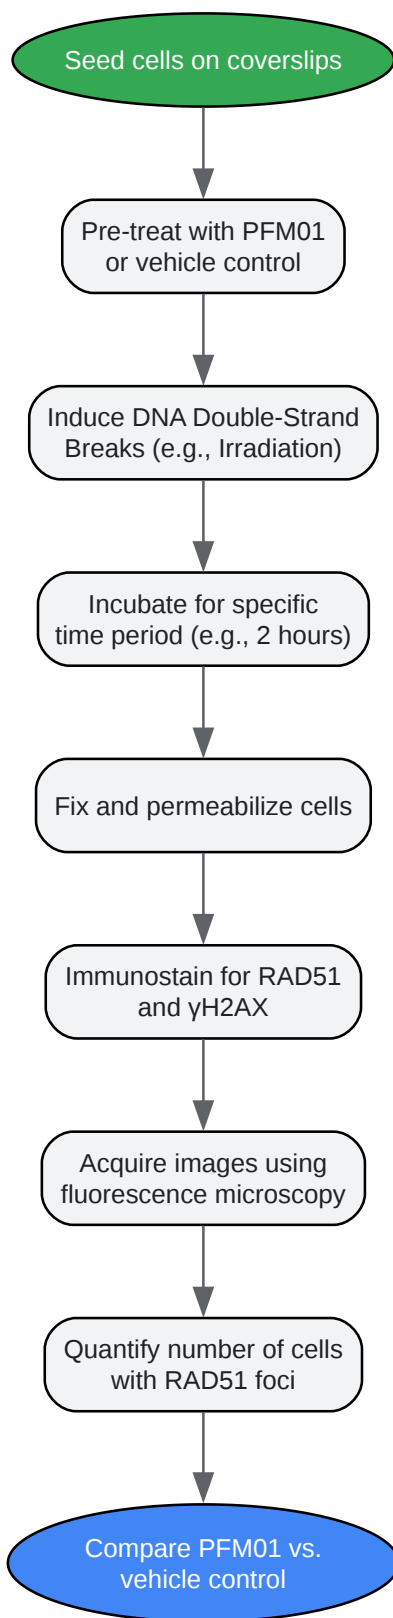 Seed cells on coverslips
Pre-treat with PFM01
or vehicle control
Induce DNA Double-Strand
Breaks (e.g., Irradiation)
Incubate for specific
time period (e.g., 2 hours)
Fix and permeabilize cells
Immunostain for RAD51
and γH2AX
Acquire images using
fluorescence microscopy
Quantify number of cells
with RAD51 foci
Compare PFM01 vs.
vehicle control